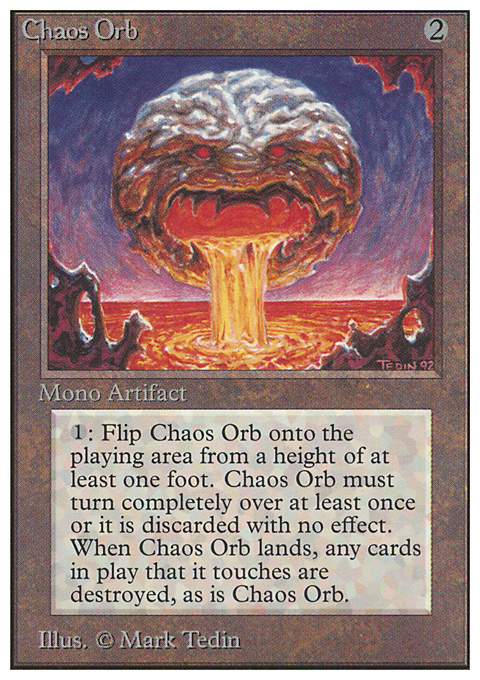 Chaos Orb 2
TEDIN 92
Mono Artifact
1: Flip Chaos Orb onto the
playing area from a height of at
least one foot. Chaos Orb must
turn completely over at least once
or it is discarded with no effect.
When Chaos Orb lands, any cards
in play that it touches are
destroyed, as is Chaos Orb.
Illus. © Mark Tedin